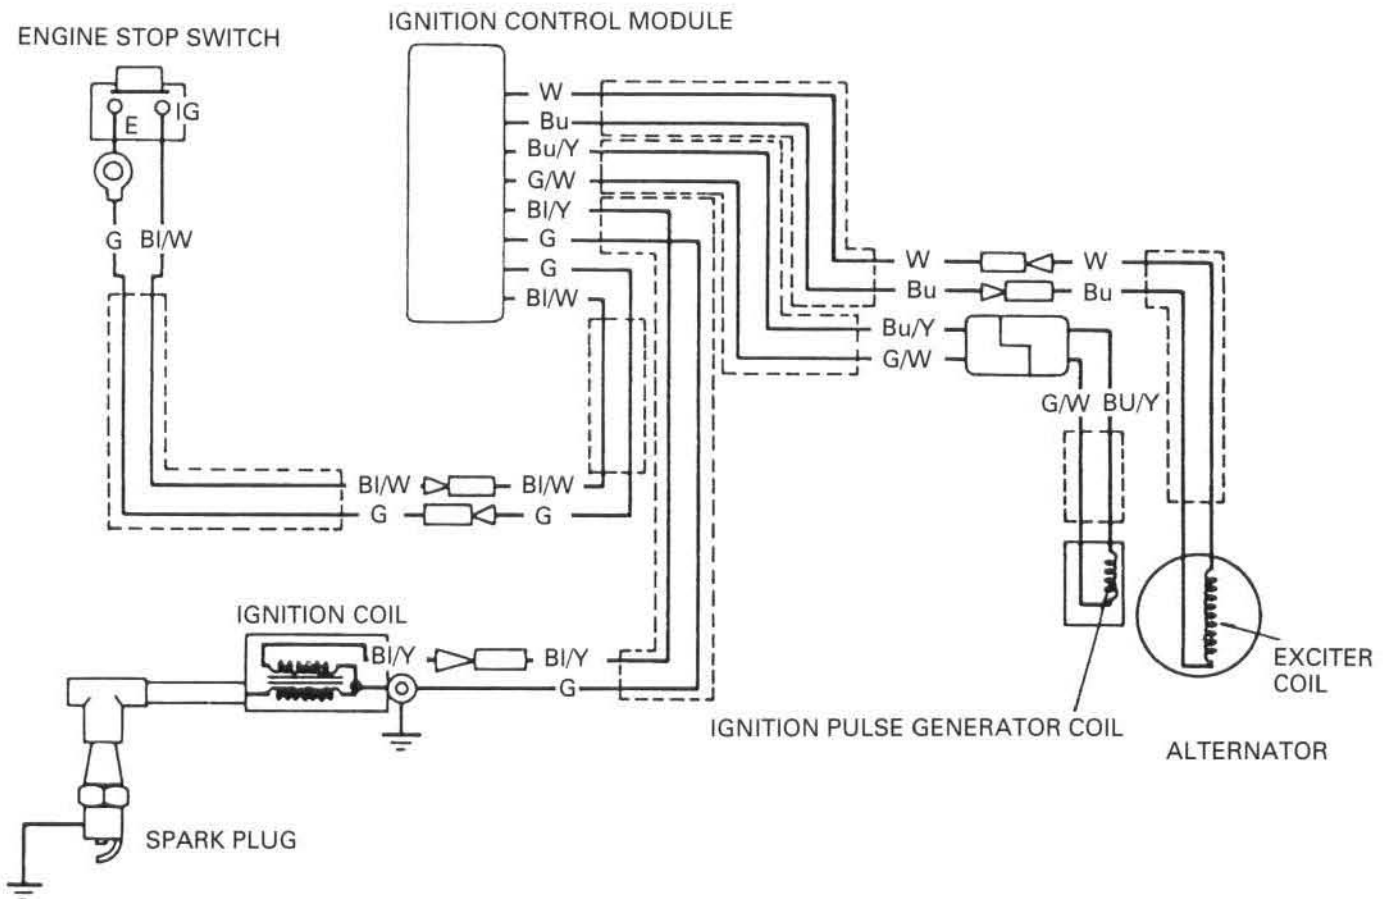 IGNITION CONTROL MODULE
ENGINE STOP SWITCH
E IG
G Bl/W
W
Bu
Bu/Y
G/W
Bl/Y
G
G
Bl/W
W W
Bu Bu
Bu/Y
G/W
G/W BU/Y
Bl/W Bl/W
G G
IGNITION COIL
Bl/Y Bl/Y
G
EXCITER
COIL
IGNITION PULSE GENERATOR COIL
ALTERNATOR
SPARK PLUG